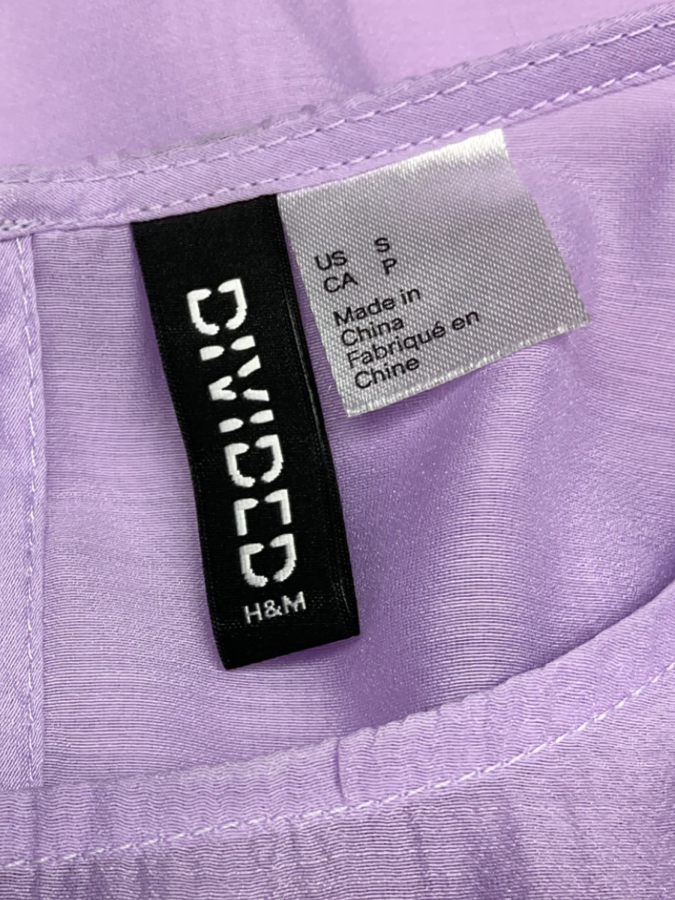 DIVIDED
H&M
US S
CA P
Made in
China
Fabriqué en
Chine